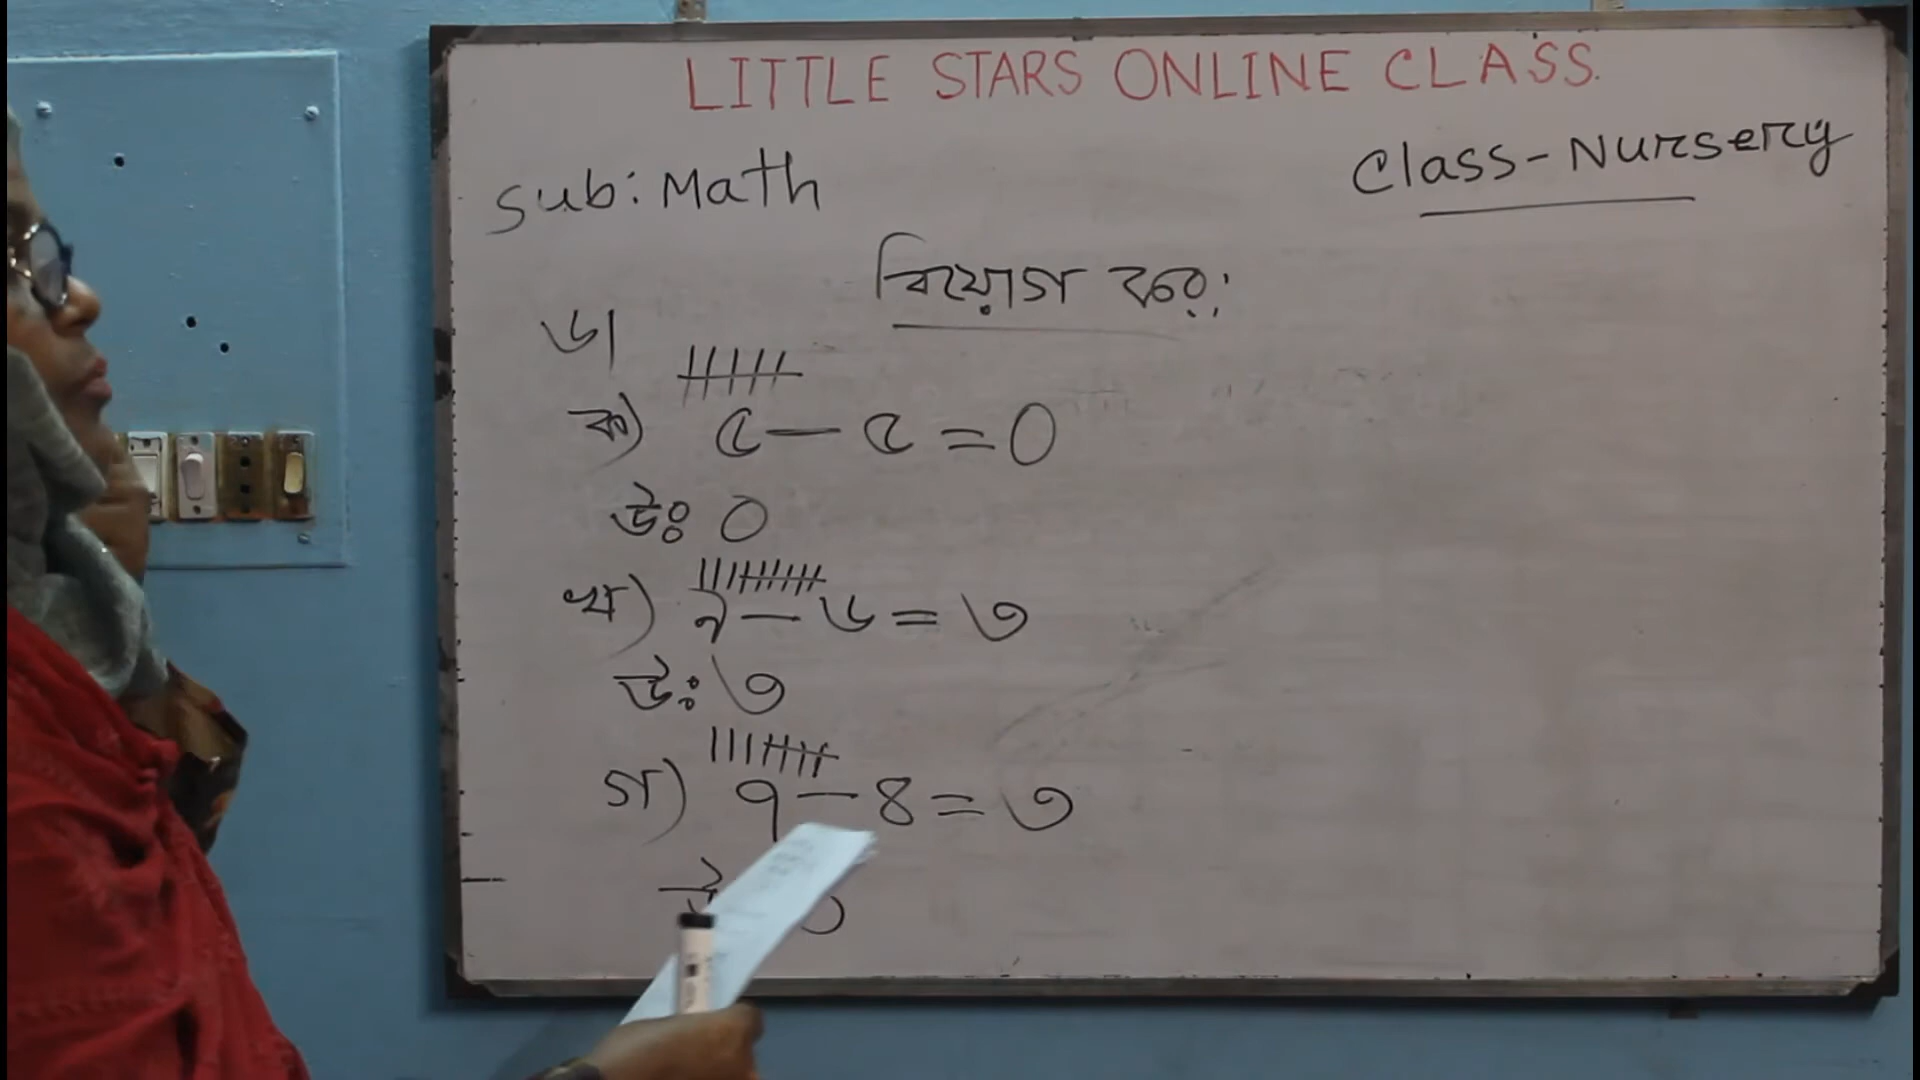 LITTLE STARS ONLINE CLASS.
Sub: Math
Class-Nursery
বিয়োগ কর:
৬।
ক) ৫ — ৫ = ০
উঃ ০
খ) ৯ — ৬ = ৩
উঃ ৩
গ) ৭ — ৪ = ৩